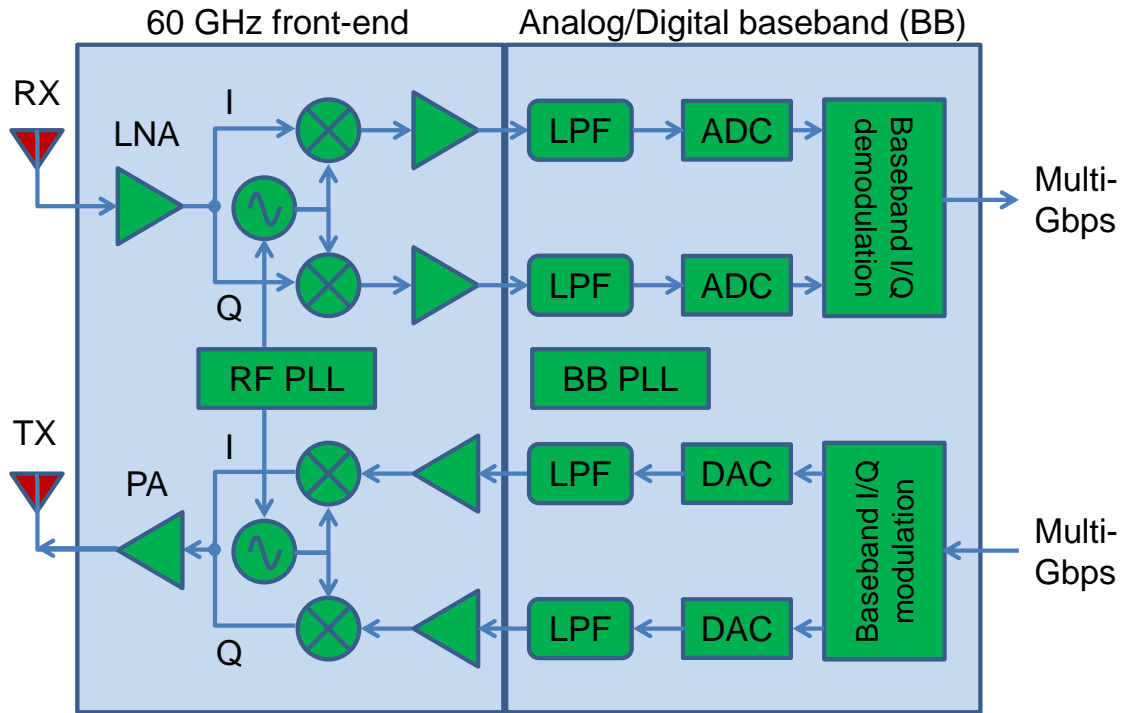 60 GHz front-end
Analog/Digital baseband (BB)
RX
I
LNA
LPF
ADC
Baseband I/Q
demodulation
Multi-
Gbps
Q
LPF
ADC
RF PLL
BB PLL
TX
I
PA
LPF
DAC
Baseband I/Q
modulation
Multi-
Gbps
Q
LPF
DAC